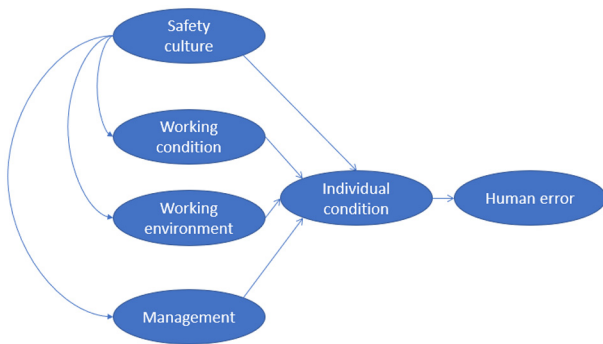 Safety
culture
Working
condition
Working
environment
Individual
condition
Human error
Management